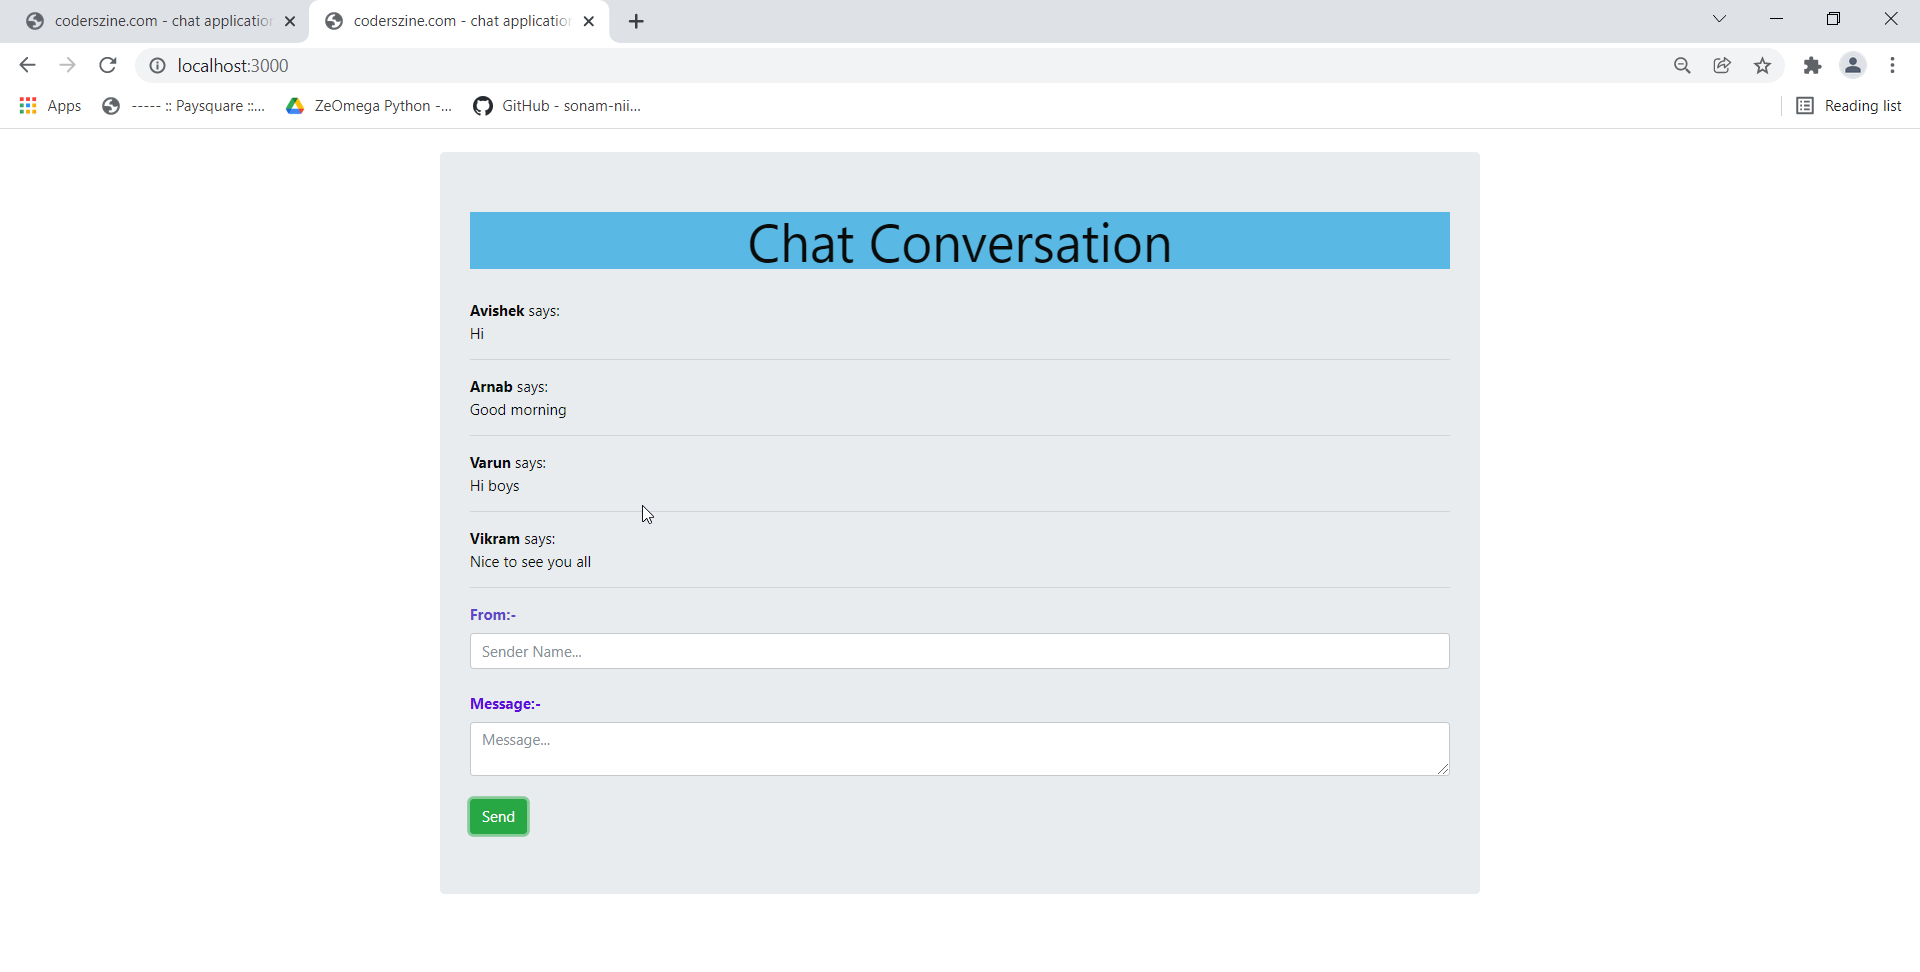 coderszine.com - chat application
coderszine.com - chat application
localhost:3000
Apps
----- :: Paysquare ::...
ZeOmega Python -...
GitHub - sonam-nii...
Reading list
Chat Conversation
Avishek says:
Hi
Arnab says:
Good morning
Varun says:
Hi boys
Vikram says:
Nice to see you all
From:-
Sender Name...
Message:-
Message...
Send